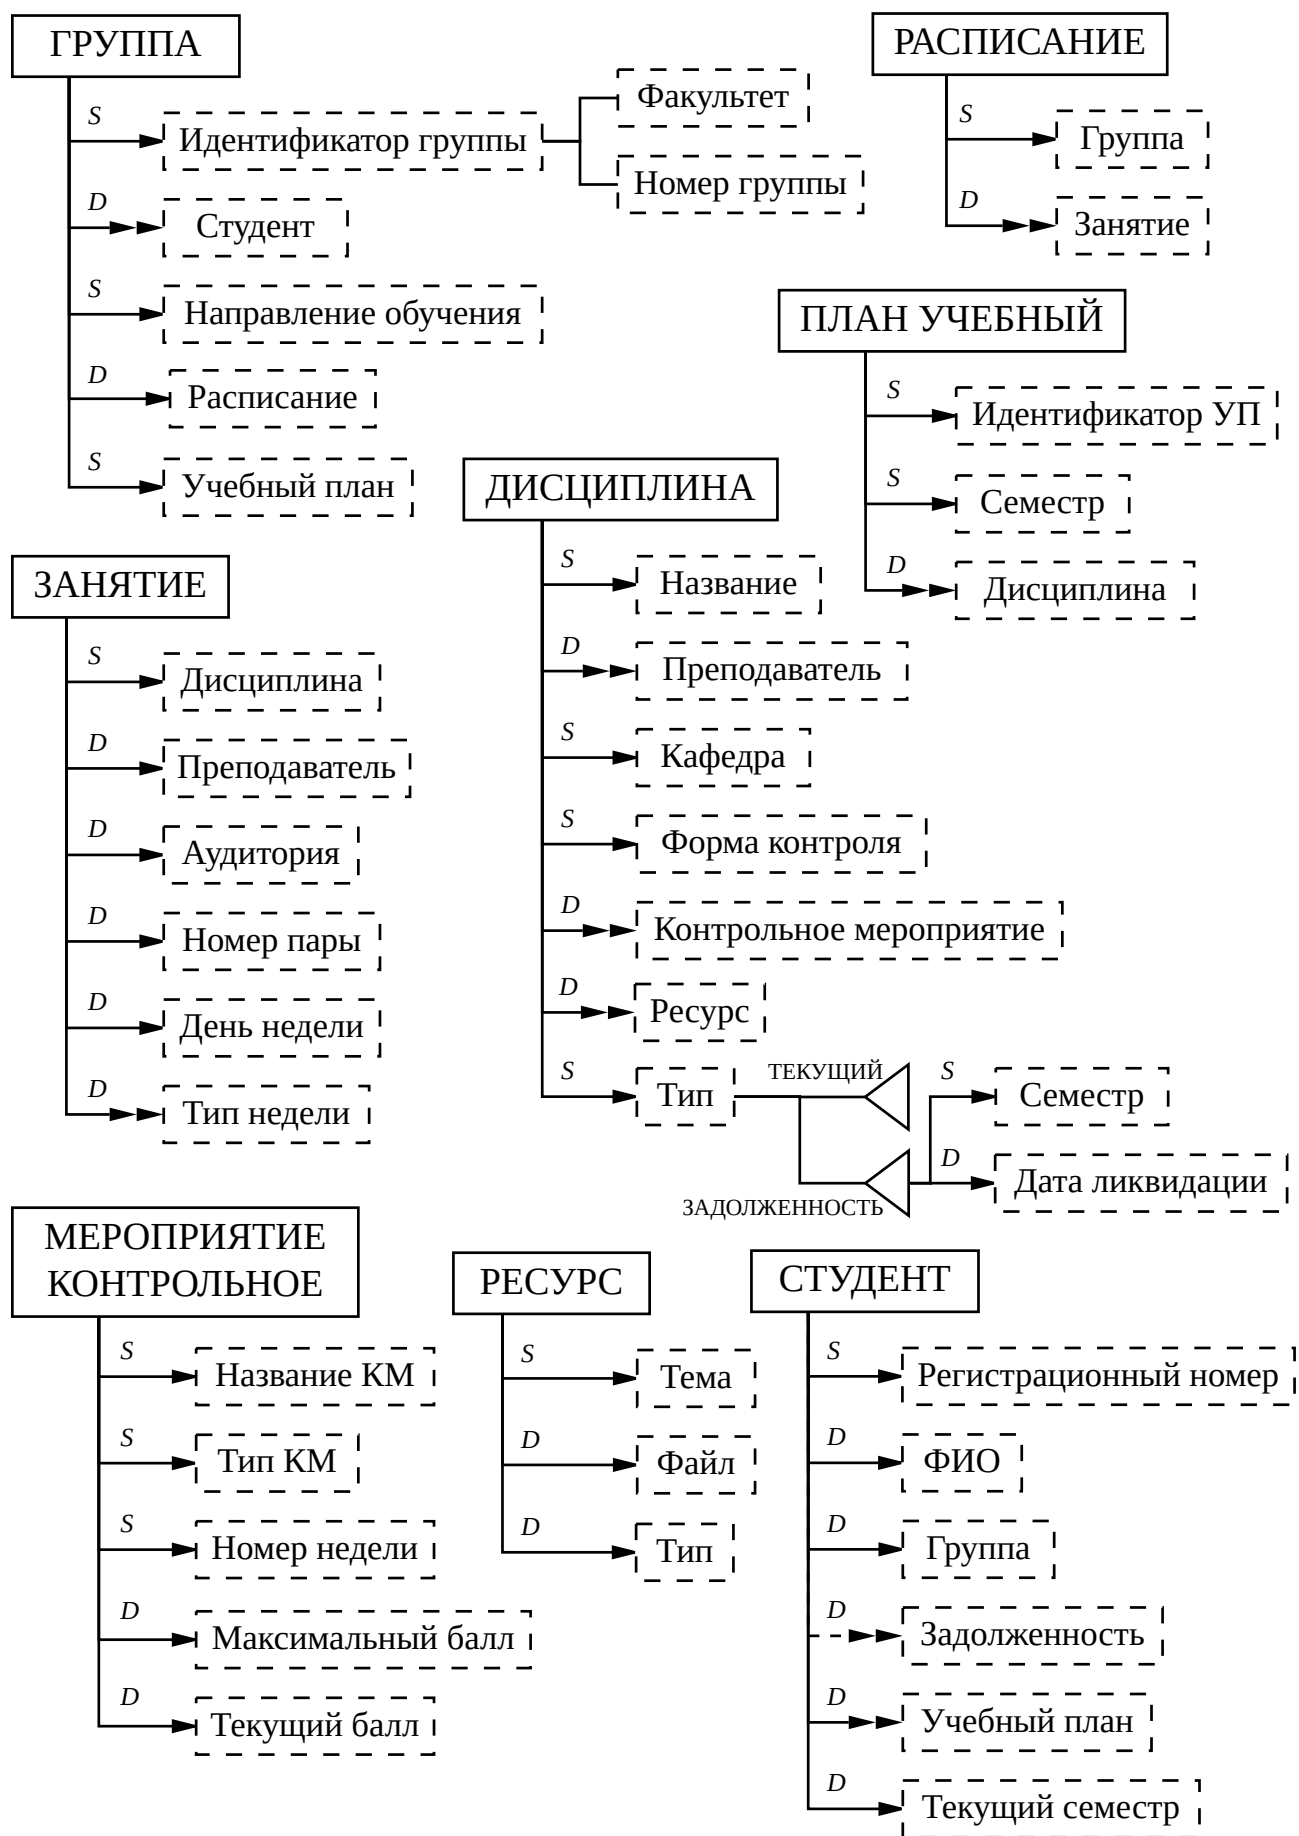 ГРУППА
S
Идентификатор группы
Факультет
Номер группы
D
Студент
S
Направление обучения
D
Расписание
S
Учебный план
РАСПИСАНИЕ
S
Группа
D
Занятие
ПЛАН УЧЕБНЫЙ
S
Идентификатор УП
S
Семестр
D
Дисциплина
ДИСЦИПЛИНА
S
Название
D
Преподаватель
S
Кафедра
S
Форма контроля
D
Контрольное мероприятие
D
Ресурс
S
Тип
ТЕКУЩИЙ
ЗАДОЛЖЕННОСТЬ
S
Семестр
D
Дата ликвидации
ЗАНЯТИЕ
S
Дисциплина
D
Преподаватель
D
Аудитория
D
Номер пары
D
День недели
D
Тип недели
МЕРОПРИЯТИЕ
КОНТРОЛЬНОЕ
S
Название КМ
S
Тип КМ
S
Номер недели
D
Максимальный балл
D
Текущий балл
РЕСУРС
S
Тема
D
Файл
D
Тип
СТУДЕНТ
S
Регистрационный номер
D
ФИО
D
Группа
D
Задолженность
D
Учебный план
D
Текущий семестр